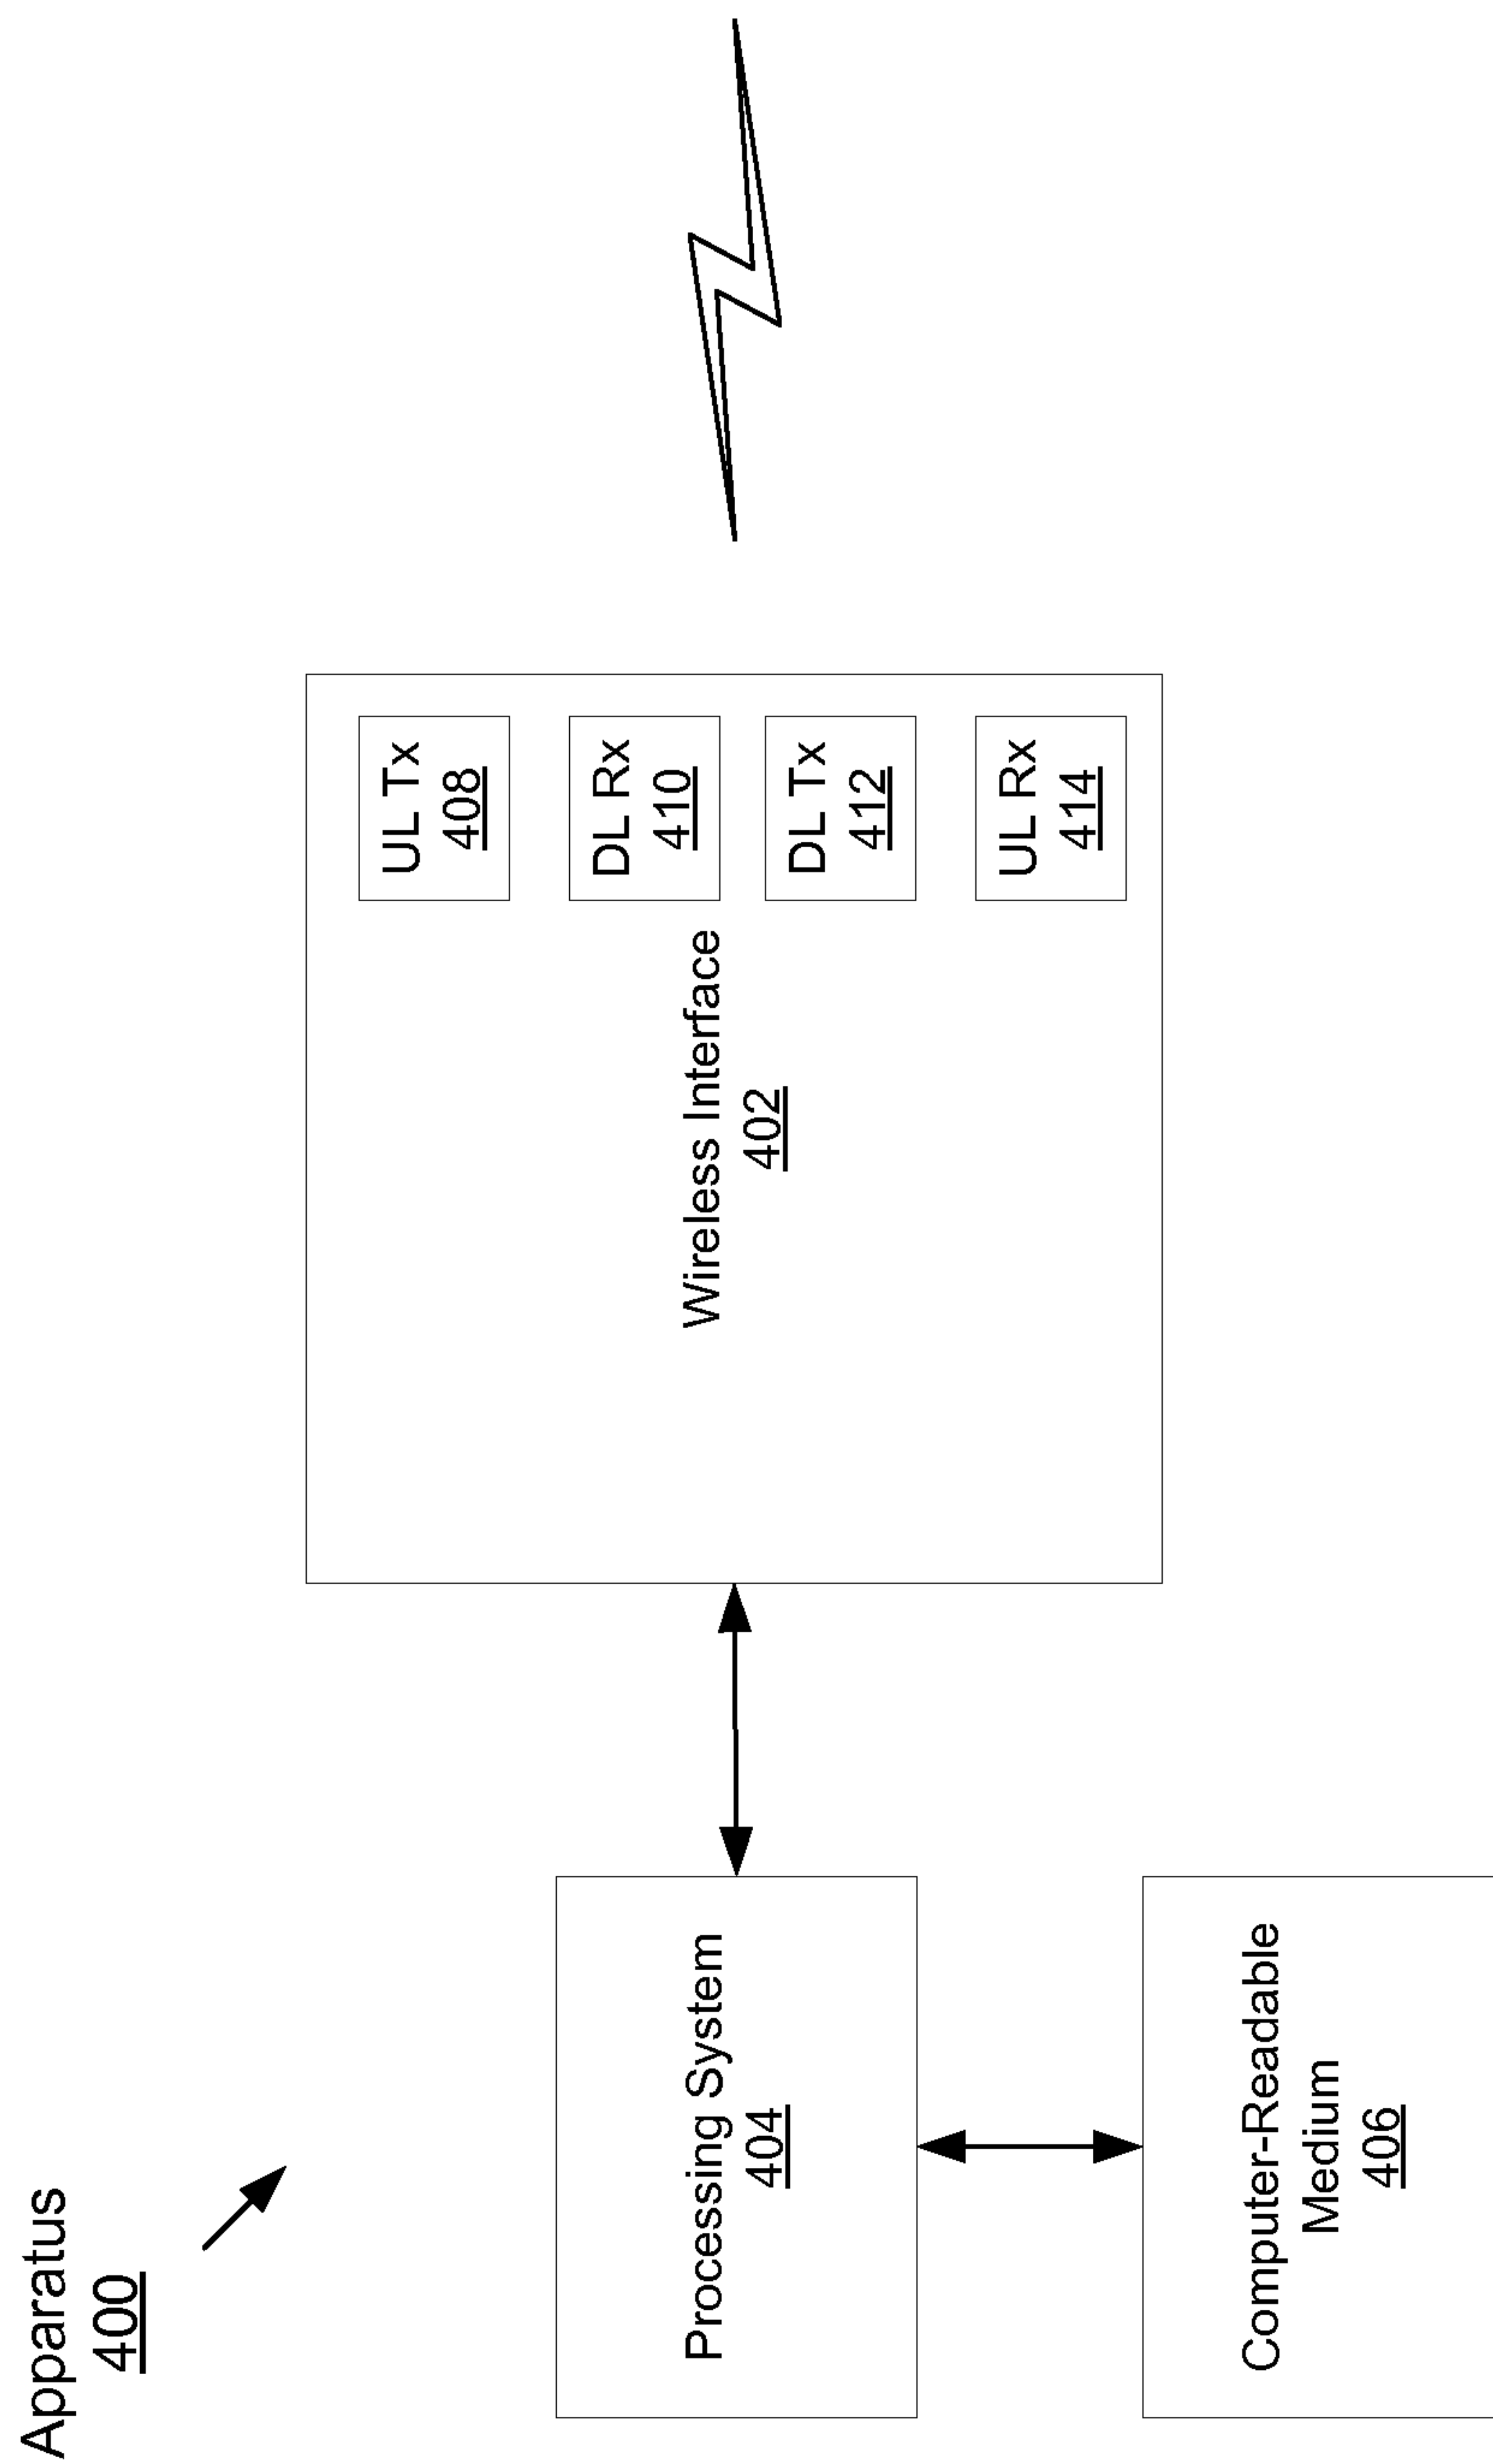 Apparatus
400
Processing System
404
Computer-Readable
Medium
406
Wireless Interface
402
UL Tx
408
DL Rx
410
DL Tx
412
UL Rx
414